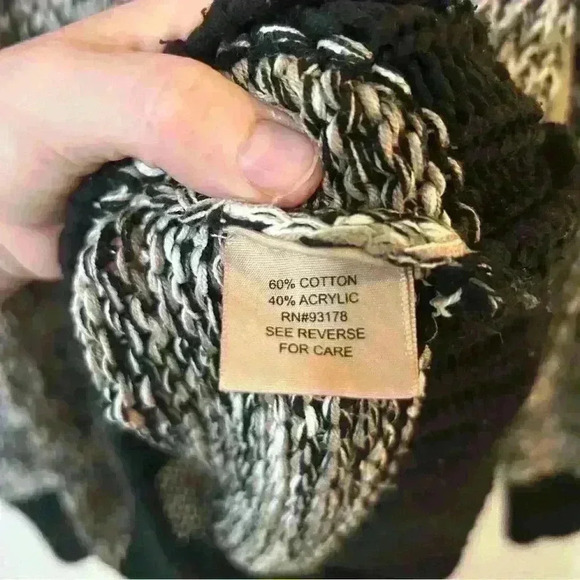 60% COTTON
40% ACRYLIC
RN#93178
SEE REVERSE
FOR CARE